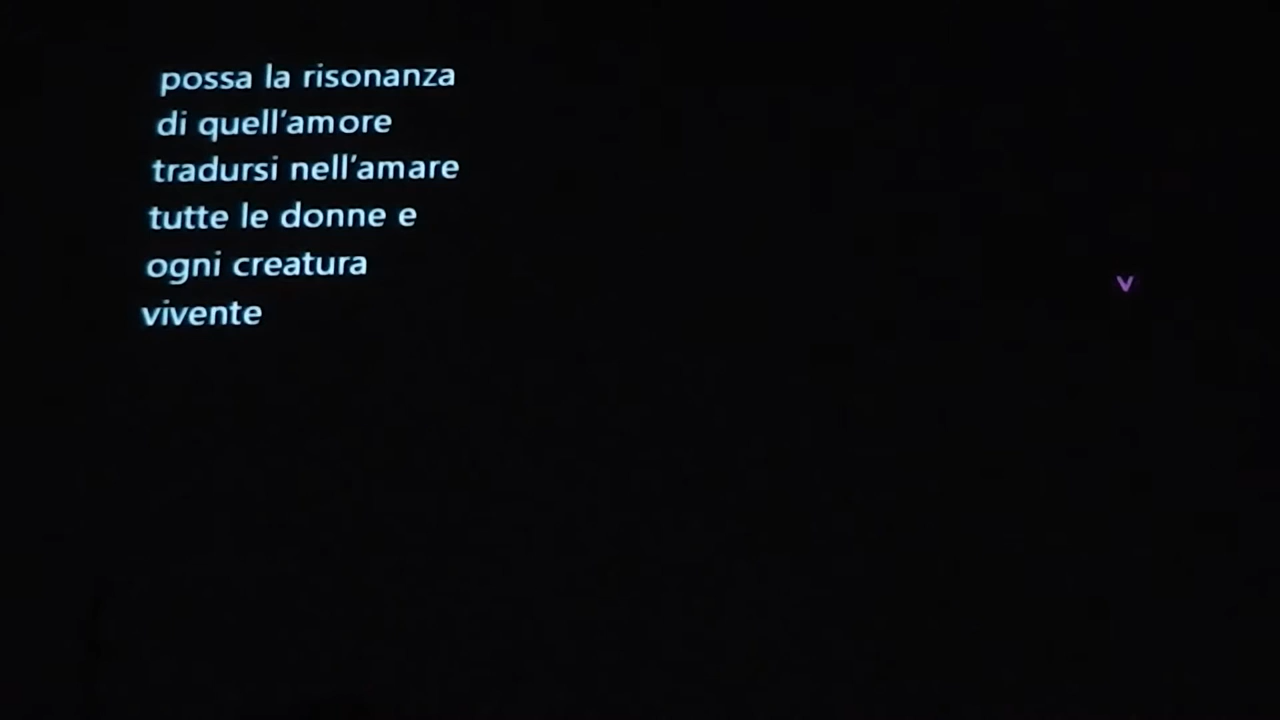 possa la risonanza
di quell'amore
tradursi nell'amare
tutte le donne e
ogni creatura
vivente
v